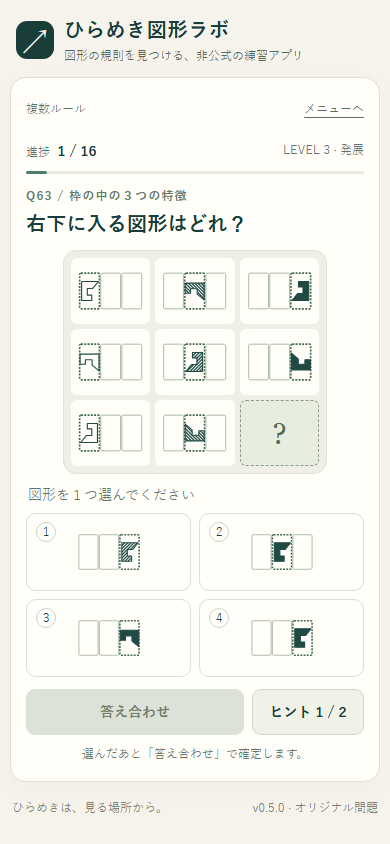 ひらめき図形ラボ
図形の規則を見つける、非公式の練習アプリ
複数ルール
メニューへ
進捗 1 / 16
LEVEL 3 · 発展
Q63 / 枠の中の3つの特徴
右下に入る図形はどれ？
?
図形を1つ選んでください
1
2
3
4
答え合わせ
ヒント 1 / 2
選んだあと「答え合わせ」で確定します。
ひらめきは、見る場所から。
v0.5.0 · オリジナル問題